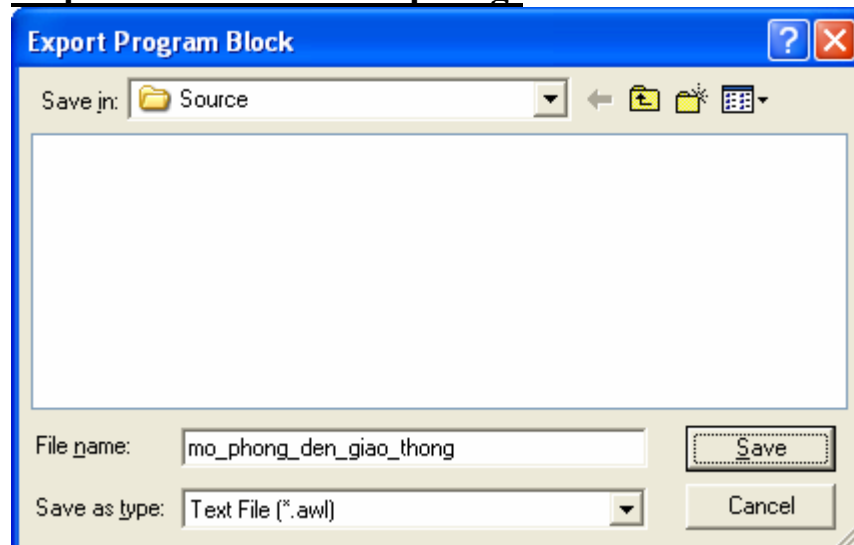 Export Program Block
Save in: Source
File name: mo_phong_den_giao_thong Save
Save as type: Text File (*.awl) Cancel